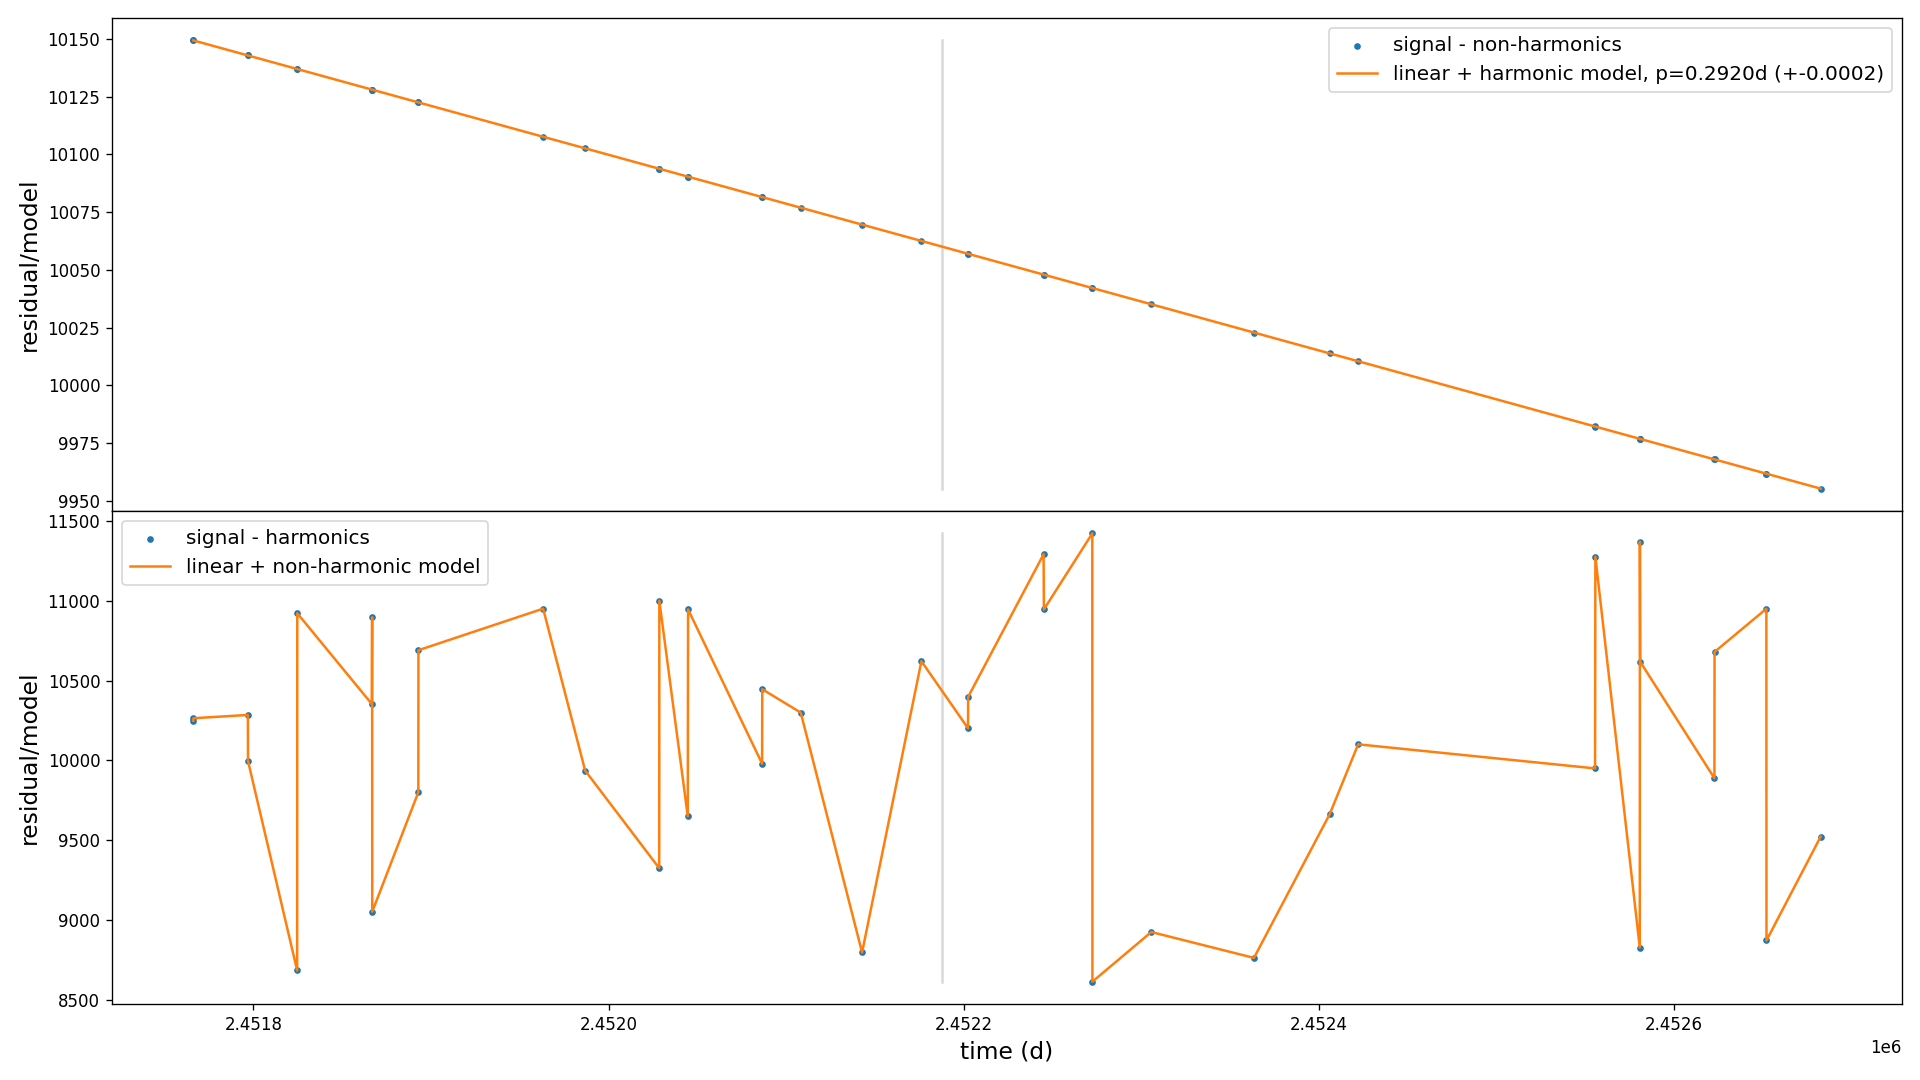 10150
10125
10100
10075
10050
10025
10000
9975
9950
residual/model
signal - non-harmonics
linear + harmonic model, p=0.2920d (+-0.0002)
11500
11000
10500
10000
9500
9000
8500
residual/model
signal - harmonics
linear + non-harmonic model
2.4518
2.4520
2.4522
2.4524
2.4526
1e6
time (d)